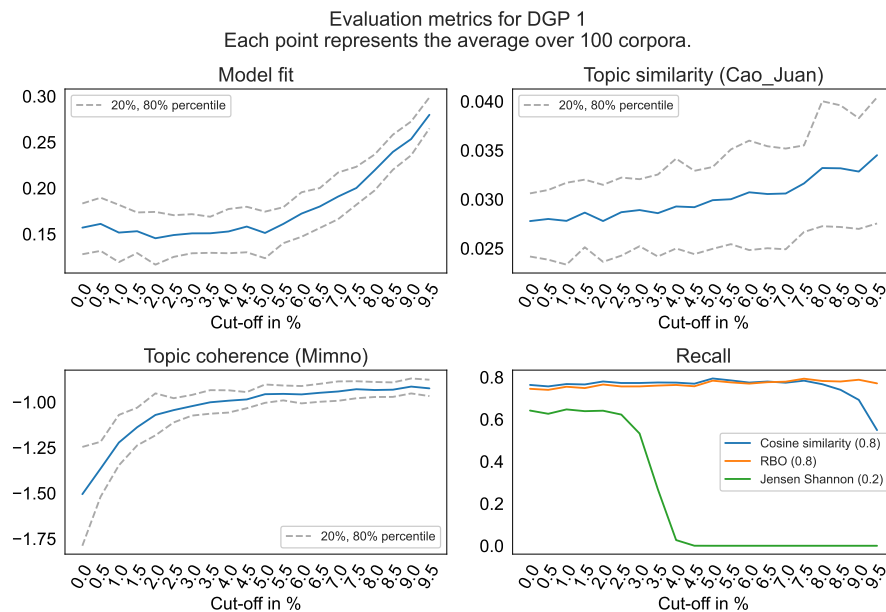 Evaluation metrics for DGP 1
Each point represents the average over 100 corpora.
Model fit
0.30
0.25
0.20
0.15
20%, 80% percentile
0.0 0.5 1.0 1.5 2.0 2.5 3.0 3.5 4.0 4.5 5.0 5.5 6.0 6.5 7.0 7.5 8.0 8.5 9.0 9.5
Cut-off in %
Topic similarity (Cao_Juan)
0.040
0.035
0.030
0.025
20%, 80% percentile
0.0 0.5 1.0 1.5 2.0 2.5 3.0 3.5 4.0 4.5 5.0 5.5 6.0 6.5 7.0 7.5 8.0 8.5 9.0 9.5
Cut-off in %
Topic coherence (Mimno)
−1.00
−1.25
−1.50
−1.75
20%, 80% percentile
0.0 0.5 1.0 1.5 2.0 2.5 3.0 3.5 4.0 4.5 5.0 5.5 6.0 6.5 7.0 7.5 8.0 8.5 9.0 9.5
Cut-off in %
Recall
0.8
0.6
0.4
0.2
0.0
Cosine similarity (0.8)
RBO (0.8)
Jensen Shannon (0.2)
0.0 0.5 1.0 1.5 2.0 2.5 3.0 3.5 4.0 4.5 5.0 5.5 6.0 6.5 7.0 7.5 8.0 8.5 9.0 9.5
Cut-off in %